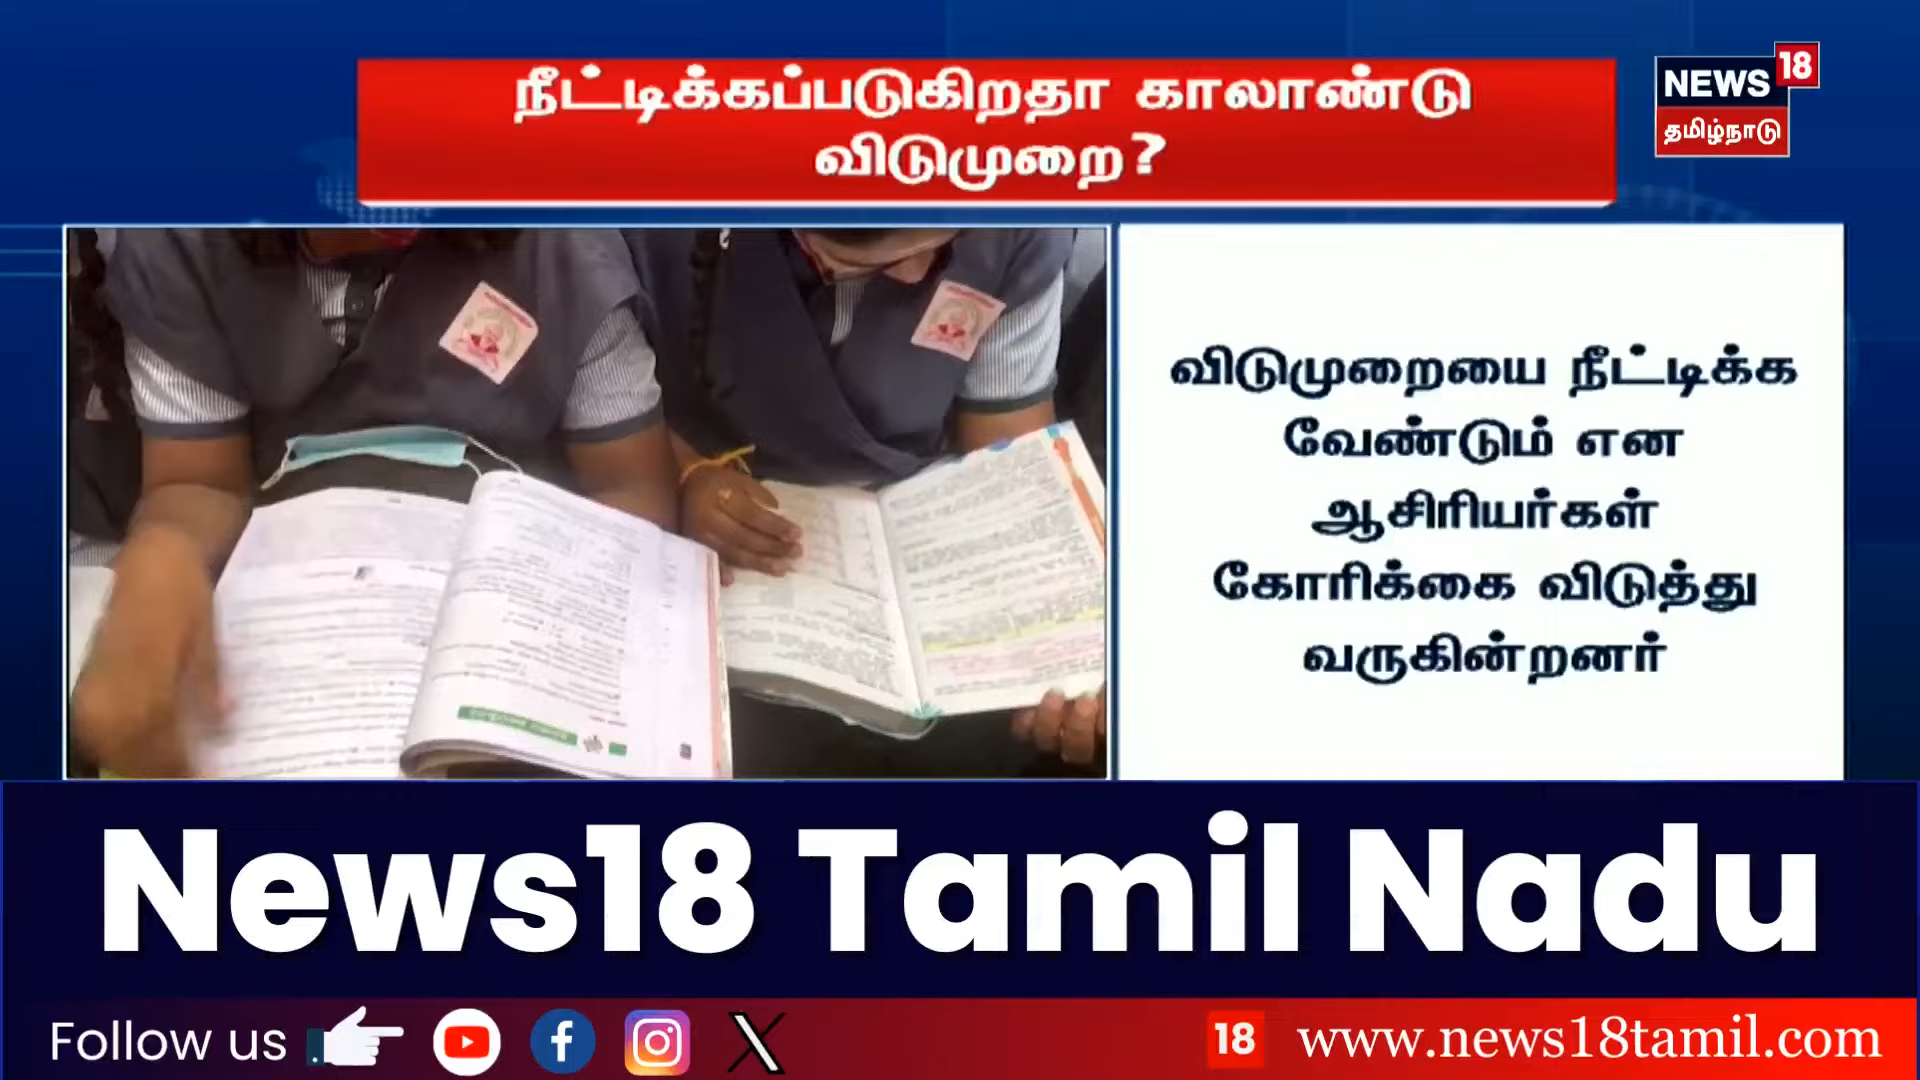 நீட்டிக்கப்படுகிறதா காலாண்டு
விடுமுறை?
NEWS 18
தமிழ்நாடு
விடுமுறையை நீட்டிக்க
வேண்டும் என
ஆசிரியர்கள்
கோரிக்கை விடுத்து
வருகின்றனர்
News18 Tamil Nadu
Follow us
18 www.news18tamil.com